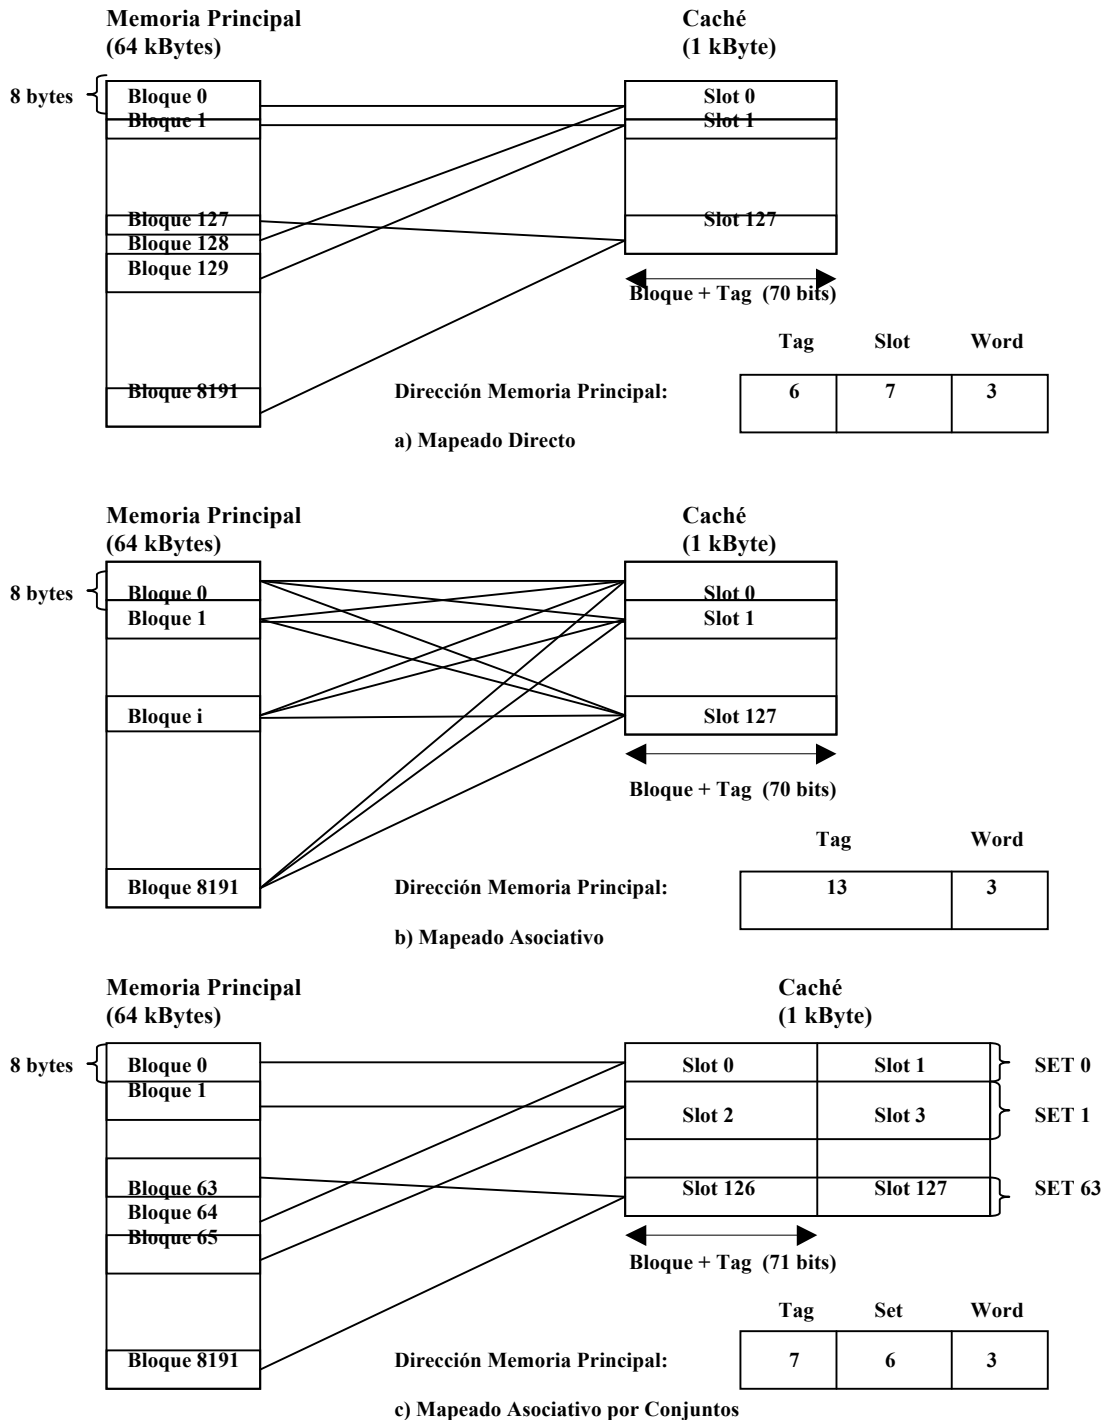 Memoria Principal
(64 kBytes)
Caché
(1 kByte)
8 bytes
Bloque 0
Bloque 1
Bloque 127
Bloque 128
Bloque 129
Bloque 8191
Slot 0
Slot 1
Slot 127
Bloque + Tag (70 bits)
Tag Slot Word
Dirección Memoria Principal:
6 7 3
a) Mapeado Directo
Memoria Principal
(64 kBytes)
Caché
(1 kByte)
8 bytes
Bloque 0
Bloque 1
Bloque i
Bloque 8191
Slot 0
Slot 1
Slot 127
Bloque + Tag (70 bits)
Tag Word
Dirección Memoria Principal:
13 3
b) Mapeado Asociativo
Memoria Principal
(64 kBytes)
Caché
(1 kByte)
8 bytes
Bloque 0
Bloque 1
Bloque 63
Bloque 64
Bloque 65
Bloque 8191
Slot 0 Slot 1 SET 0
Slot 2 Slot 3 SET 1
Slot 126 Slot 127 SET 63
Bloque + Tag (71 bits)
Tag Set Word
Dirección Memoria Principal:
7 6 3
c) Mapeado Asociativo por Conjuntos